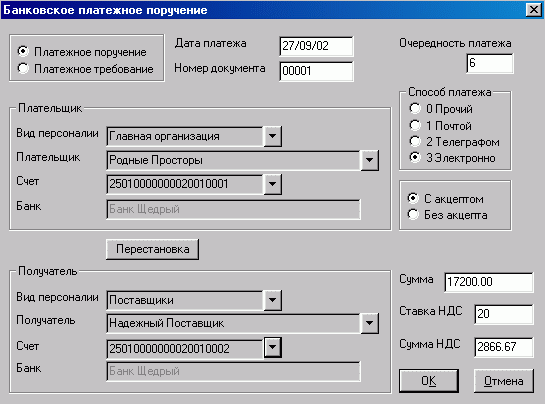 Банковское платежное поручение
Платежное поручение
Платежное требование
Дата платежа 27/09/02
Номер документа 00001
Очередность платежа
6
Способ платежа
0 Прочий
1 Почтой
2 Телеграфом
3 Электронно
Плательщик
Вид персоналии Главная организация
Плательщик Родные Просторы
Счет 25010000000020010001
Банк Банк Щедрый
С акцептом
Без акцепта
Перестановка
Получатель
Вид персоналии Поставщики
Получатель Надежный Поставщик
Счет 25010000000020010002
Банк Банк Щедрый
Сумма 17200.00
Ставка НДС 20
Сумма НДС 2866.67
OK Отмена